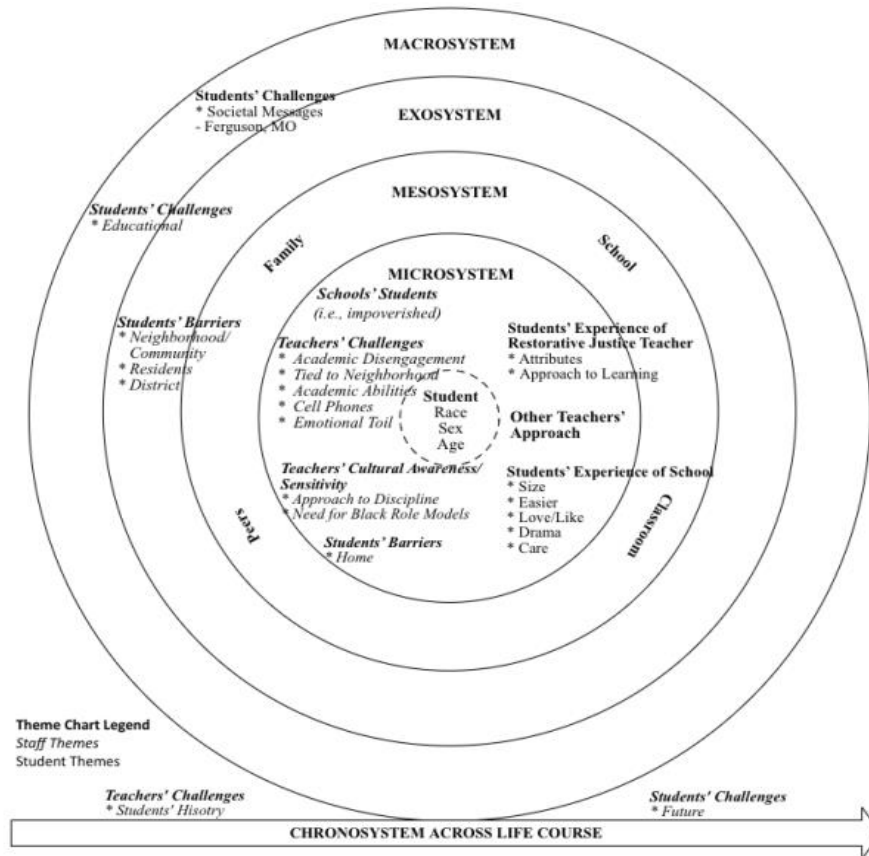 MACROSYSTEM
Students' Challenges
* Societal Messages
- Ferguson, MO
EXOSYSTEM
MESOSYSTEM
Students' Challenges
* Educational
Family
School
MICROSYSTEM
Schools' Students
(i.e., impoverished)
Students' Barriers
* Neighborhood/
Community
* Residents
* District
Teachers' Challenges
* Academic Disengagement
* Tied to Neighborhood
* Academic Abilities
* Cell Phones
* Emotional Toil
Students' Experience of
Restorative Justice Teacher
* Attributes
* Approach to Learning
Student
Race
Sex
Age
Other Teachers'
Approach
Teachers' Cultural Awareness/
Sensitivity
* Approach to Discipline
* Need for Black Role Models
Students' Experience of School
* Size
* Easier
* Love/Like
* Drama
* Care
Peers
Classroom
Students' Barriers
* Home
Theme Chart Legend
Staff Themes
Student Themes
Teachers' Challenges
* Students' Hisotry
Students' Challenges
* Future
CHRONOSYSTEM ACROSS LIFE COURSE